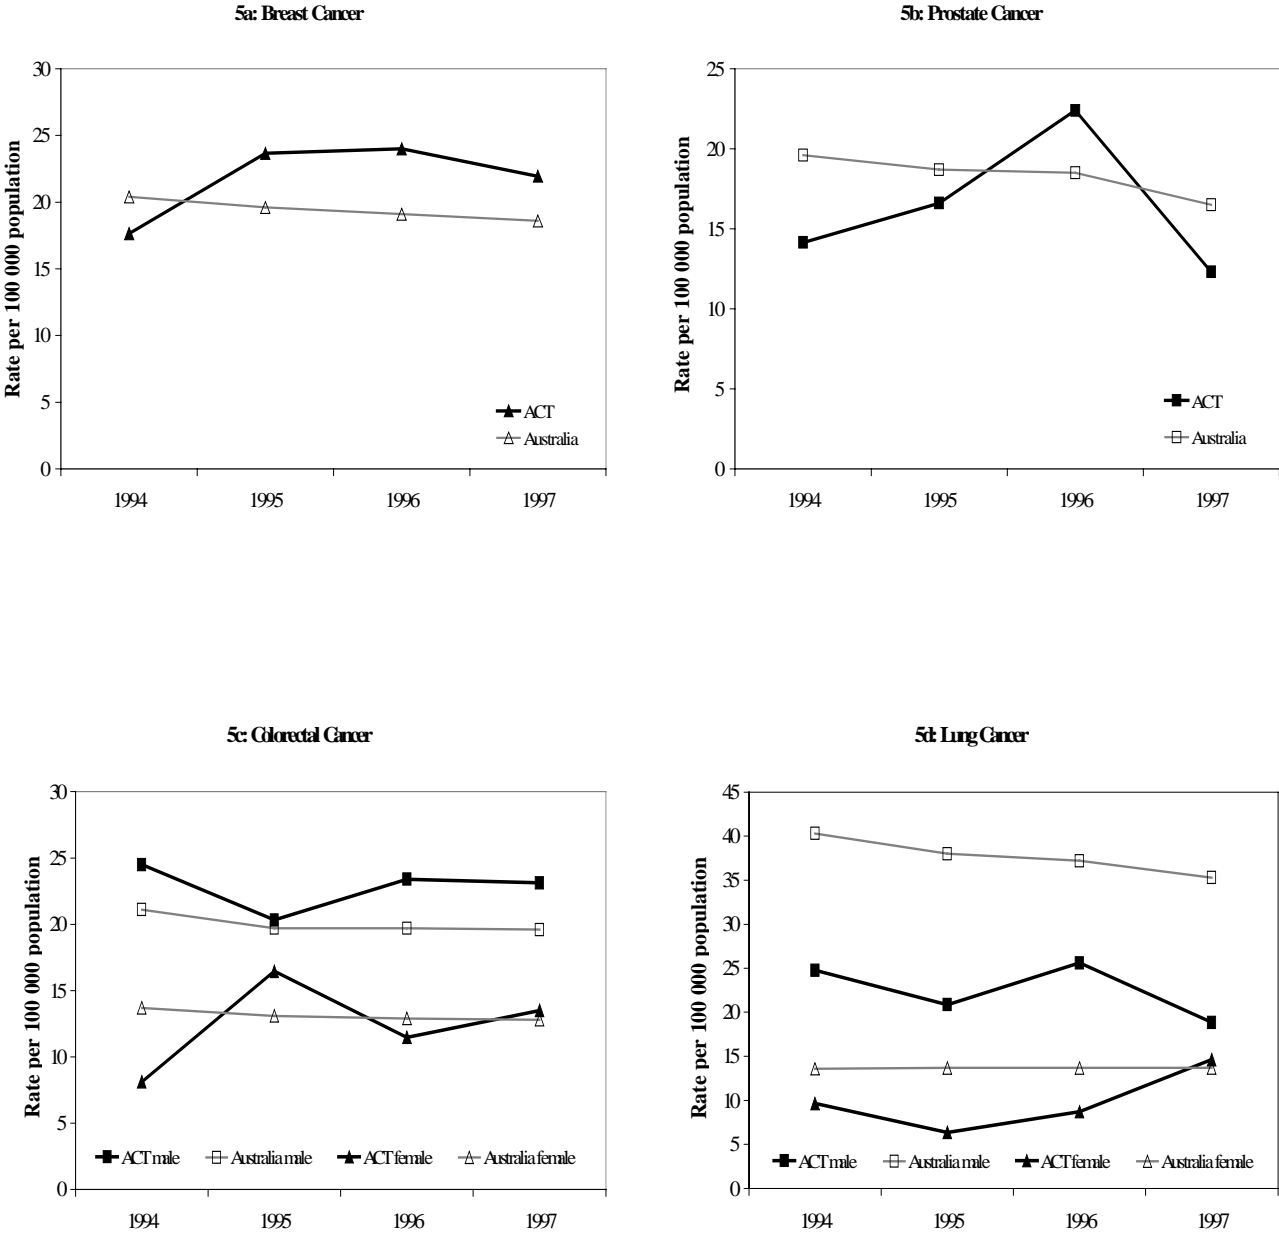 5a: Breast Cancer
Rate per 100 000 population
30
25
20
15
10
5
0
1994 1995 1996 1997
ACT
Australia
5b: Prostate Cancer
Rate per 100 000 population
25
20
15
10
5
0
1994 1995 1996 1997
ACT
Australia
5c: Colorectal Cancer
Rate per 100 000 population
30
25
20
15
10
5
0
ACT male Australia male ACT female Australia female
1994 1995 1996 1997
5d: Lung Cancer
Rate per 100 000 population
45
40
35
30
25
20
15
10
5
0
ACT male Australia male ACT female Australia female
1994 1995 1996 1997